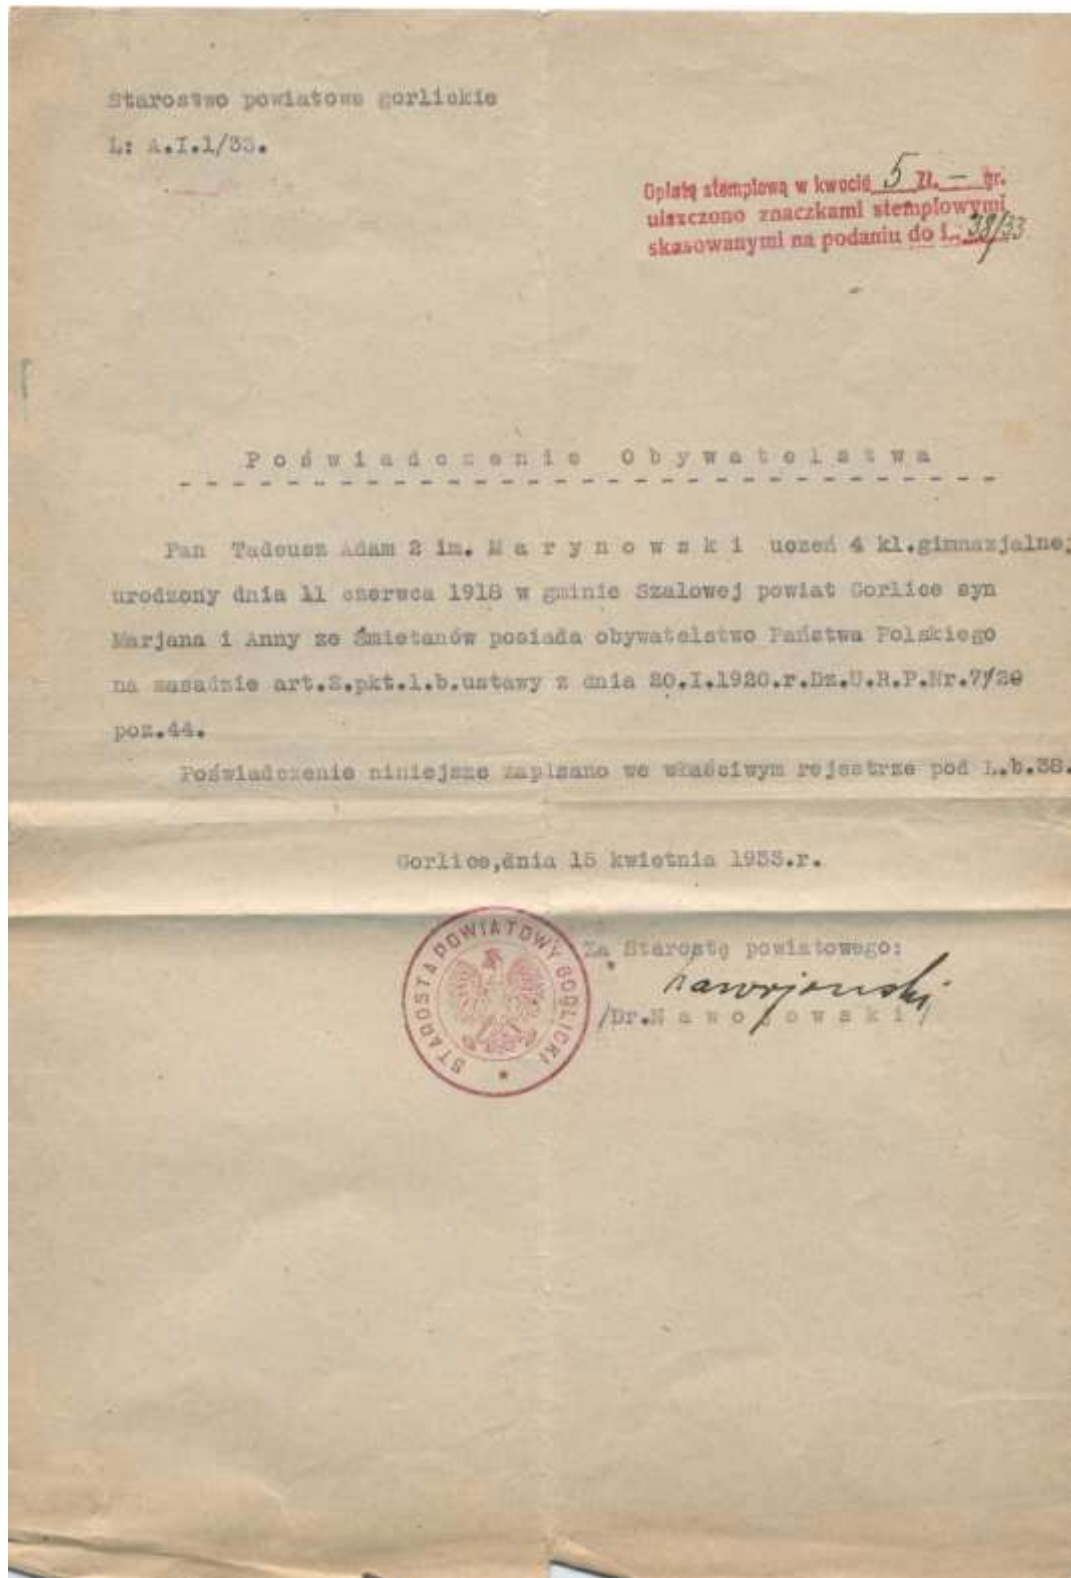 Starostwo powiatowe gorlickie
L: A.I.1/33.
Opłatę stemplową w kwocie 5 zł. — gr.
uiszczono znaczkami stemplowymi
skasowanymi na podaniu do L. 38/33
Poświadczenie Obywatelstwa
Pan Tadeusz Adam 2 im. Marynowski uczeń 4 kl.gimnazjalnej
urodzony dnia 11 czerwca 1918 w gminie Szalowej powiat Gorlice syn
Marjana i Anny ze Śmietanów posiada obywatelstwo Państwa Polskiego
na zasadzie art.2.pkt.1.b.ustawy z dnia 20.I.1920.r.Dz.U.R.P.Nr.7/20
poz.44.
Poświadczenie niniejsze zapisano we właściwym rejestrze pod L.b.38.
Gorlice,dnia 15 kwietnia 1933.r.
STAROSTA POWIATOWY GORLICKI
Za Starostę powiatowego:
Nawojowski
/Dr.Nawojowski/